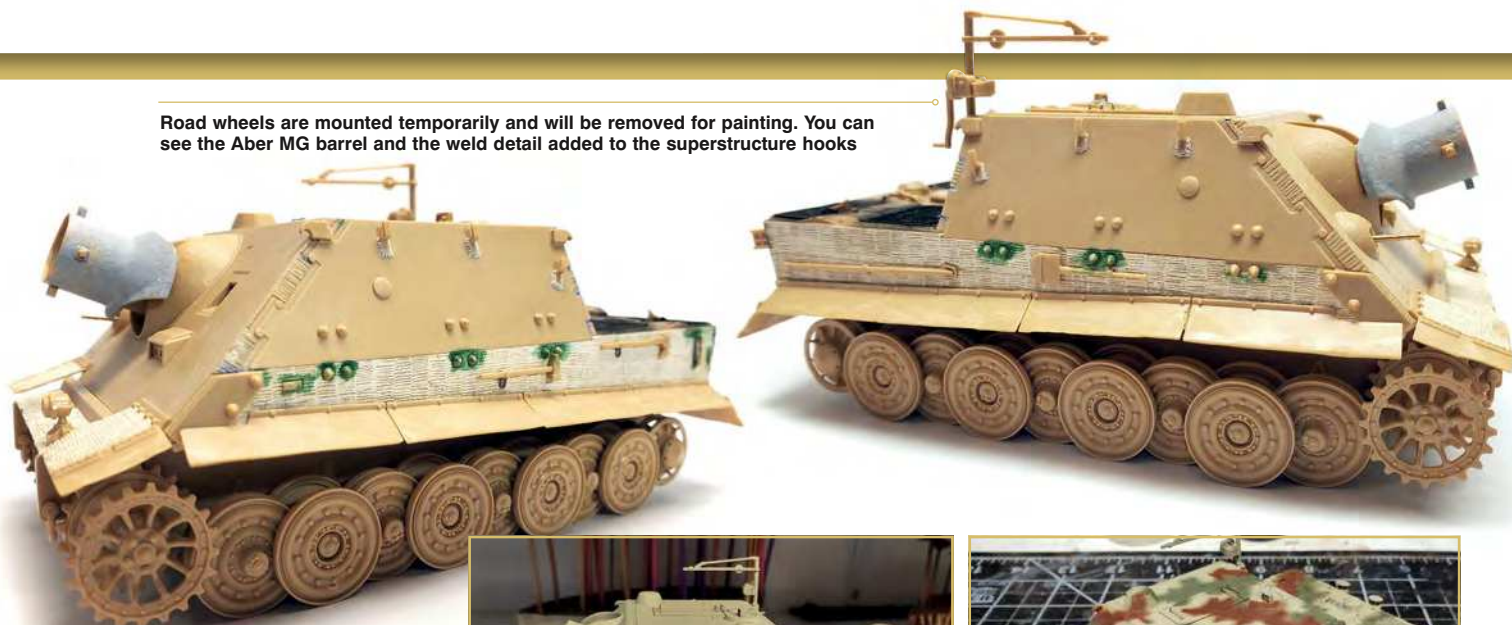 Road wheels are mounted temporarily and will be removed for painting. You can
see the Aber MG barrel and the weld detail added to the superstructure hooks